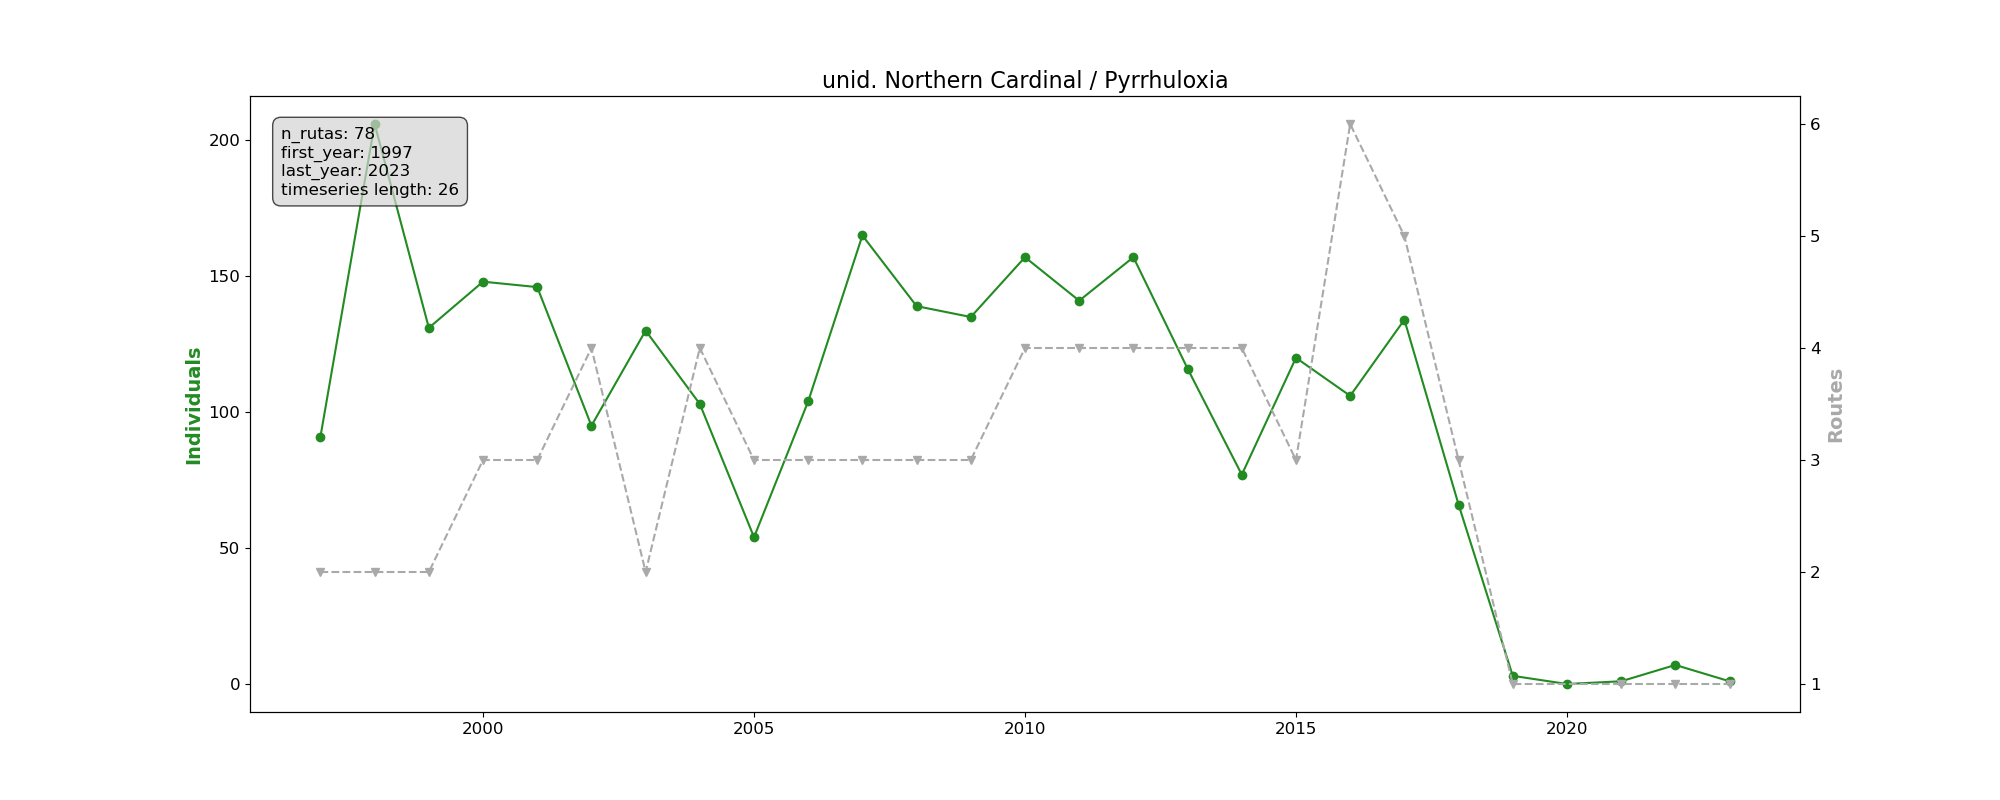 unid. Northern Cardinal / Pyrrhuloxia
n_rutas: 78
first_year: 1997
last_year: 2023
timeseries length: 26
200
150
100
50
0
Individuals
6
5
4
3
2
1
Routes
2000
2005
2010
2015
2020